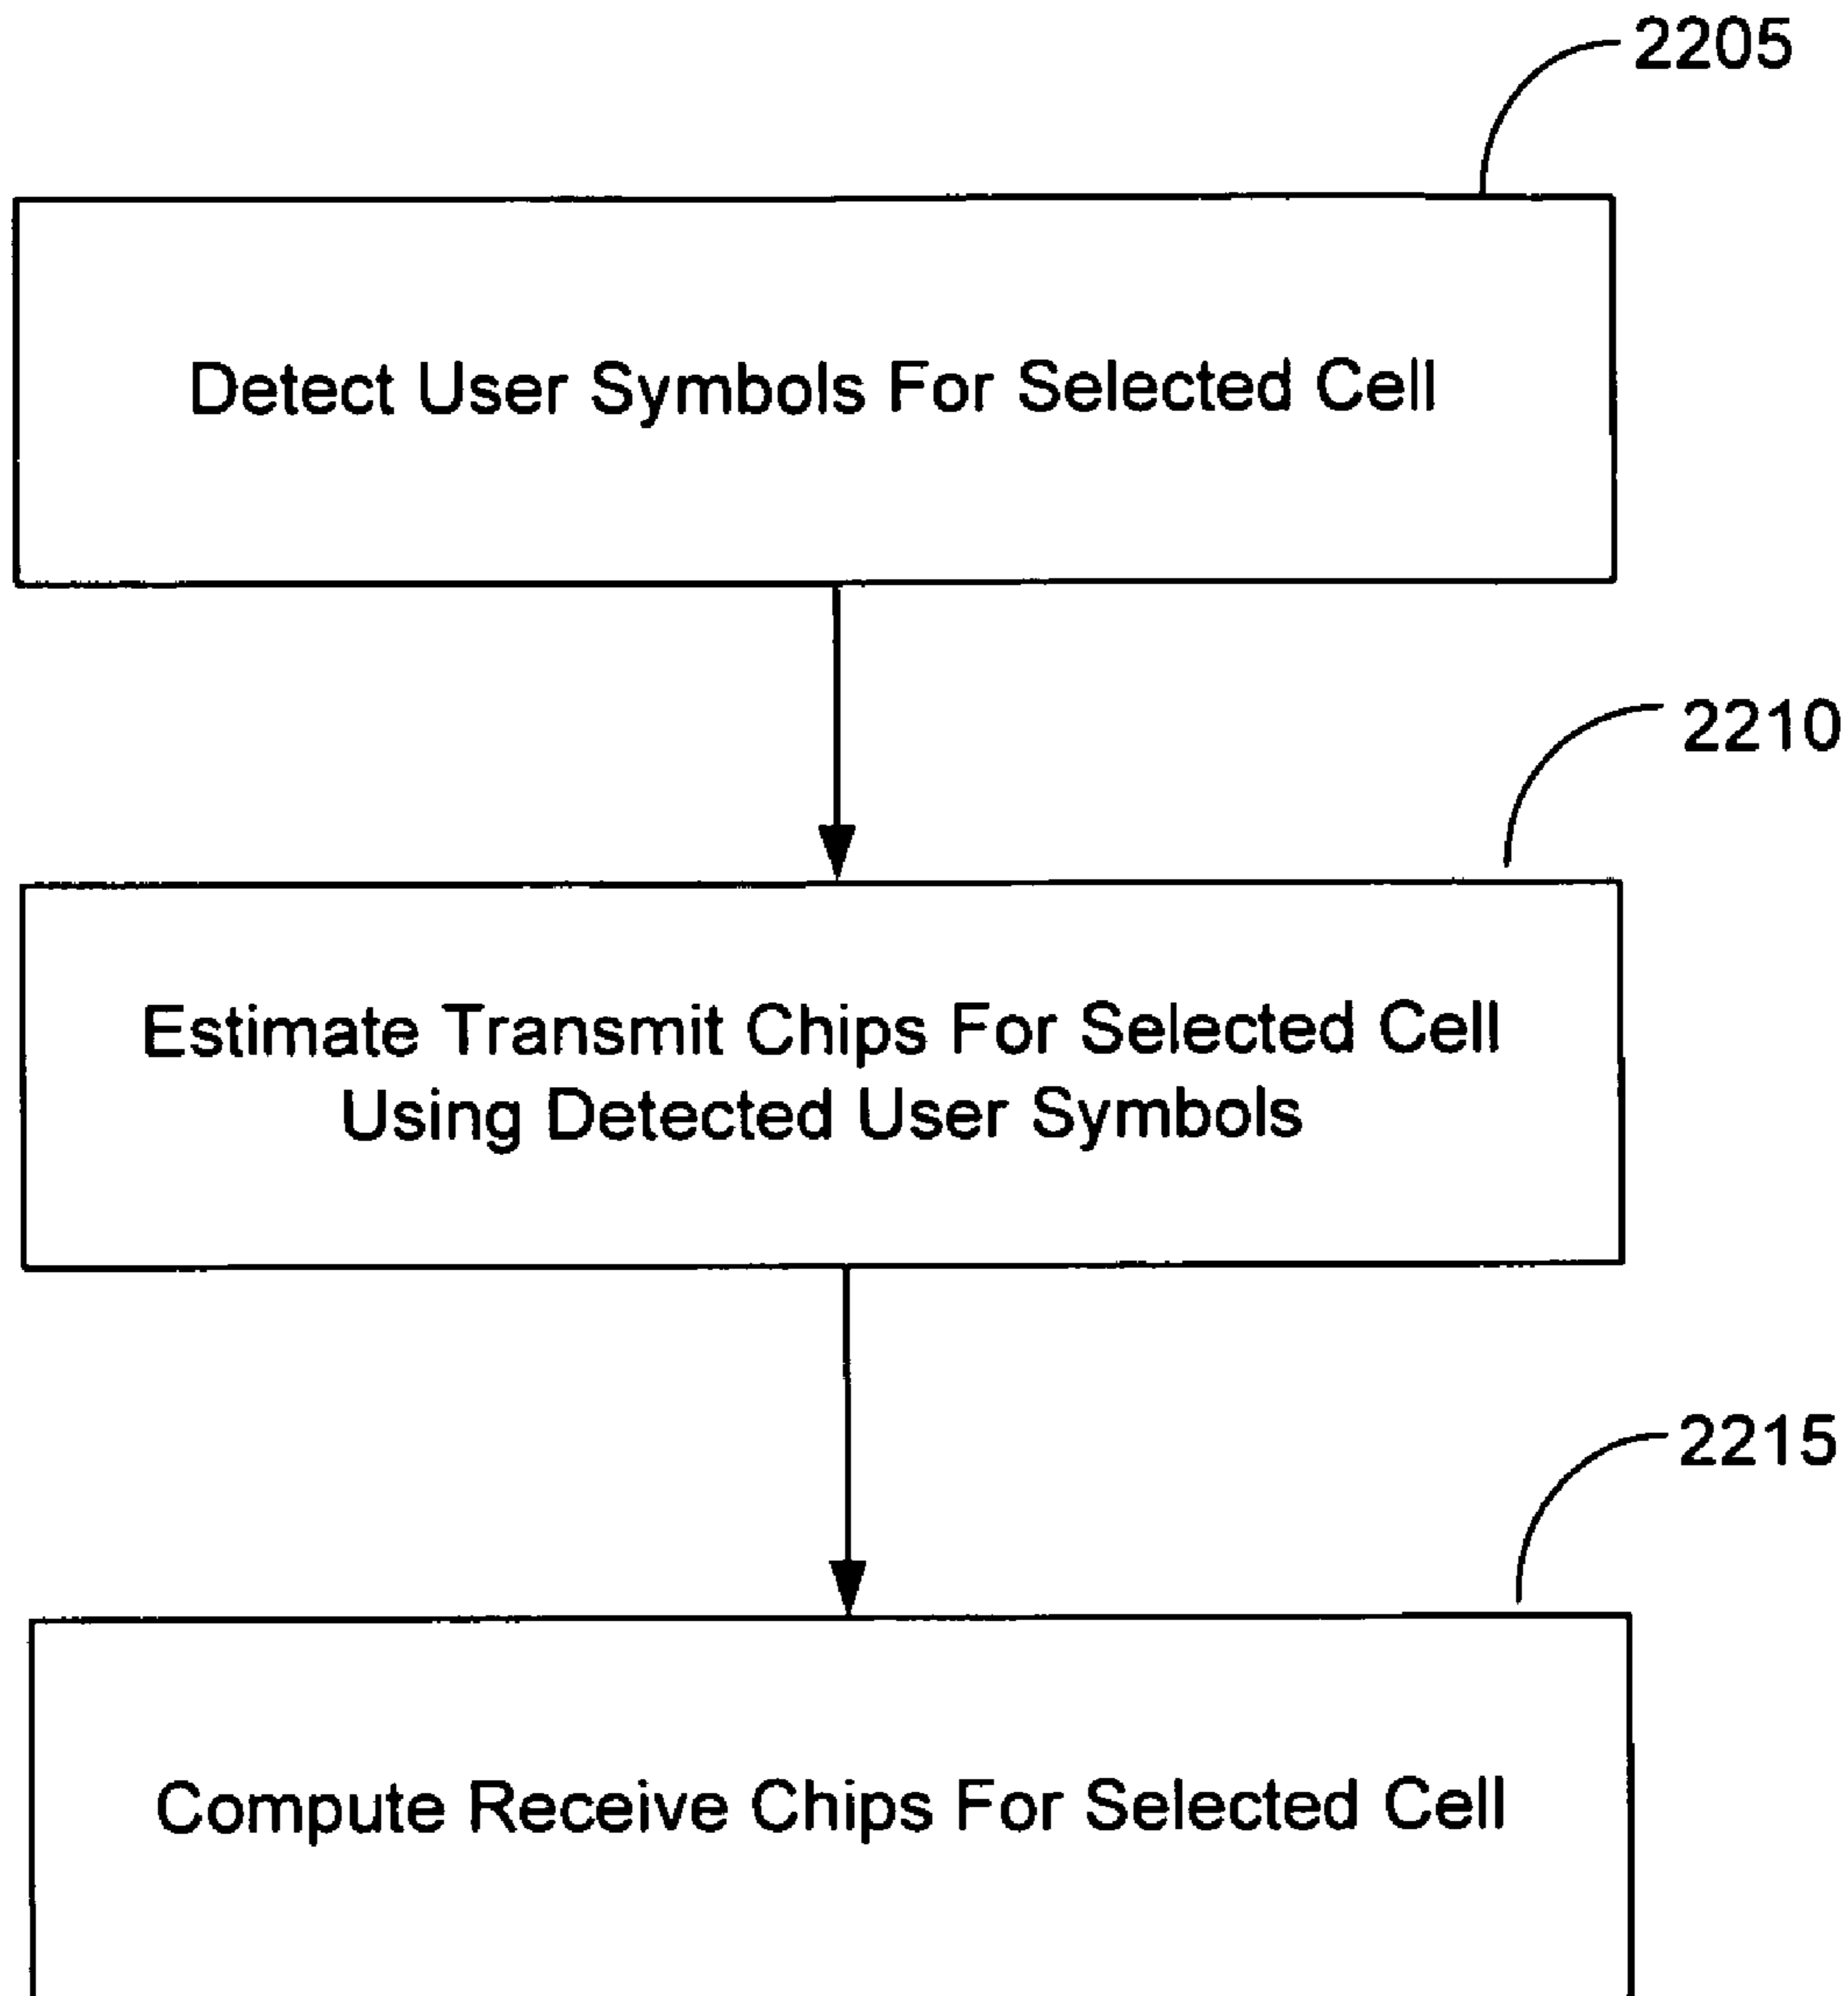 2205
Detect User Symbols For Selected Cell
2210
Estimate Transmit Chips For Selected Cell
Using Detected User Symbols
2215
Compute Receive Chips For Selected Cell